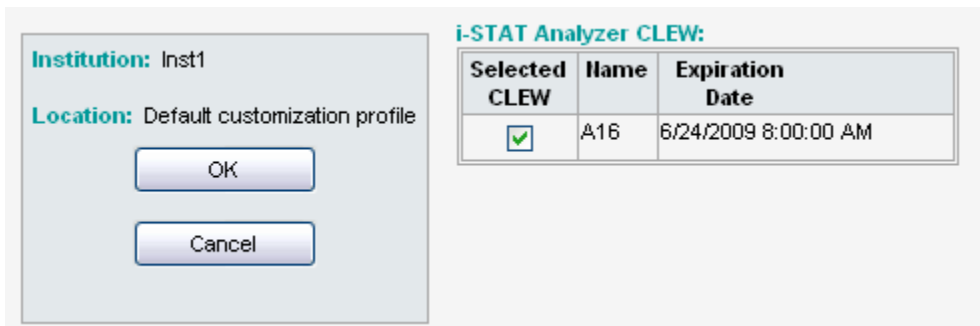 Institution: Inst1
Location: Default customization profile
OK
Cancel
i-STAT Analyzer CLEW:
Selected CLEW Name Expiration Date
A16 6/24/2009 8:00:00 AM